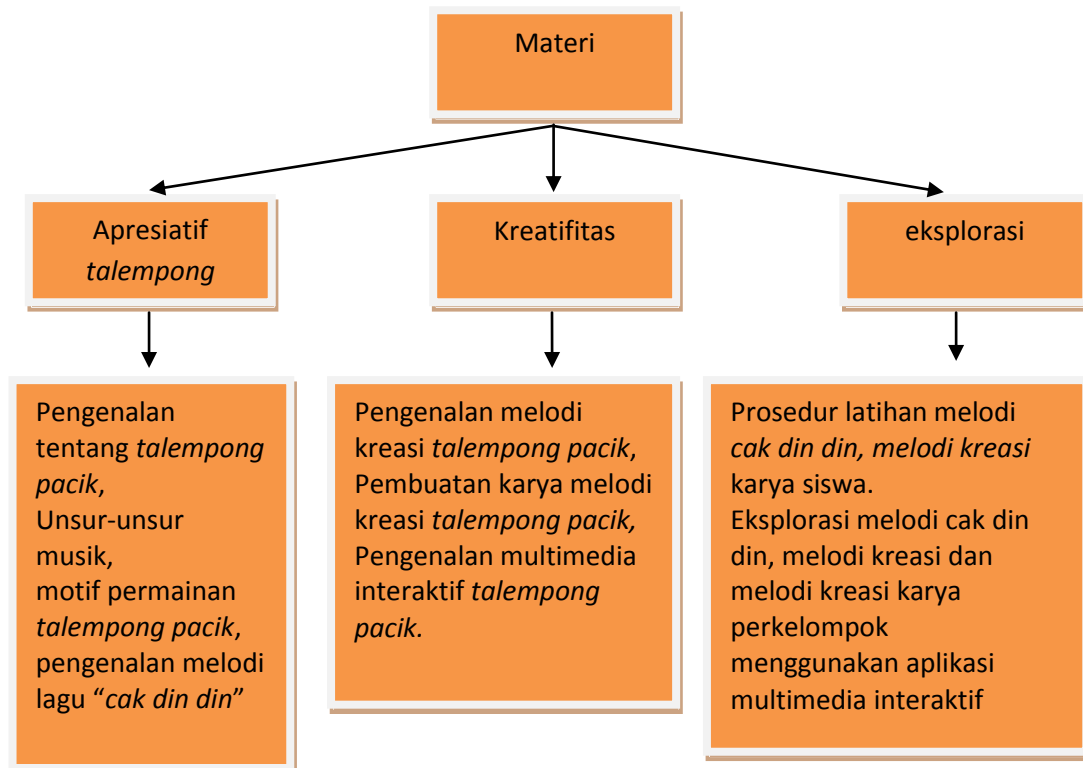 Materi
Apresiatif
talempong
Kreatifitas
eksplorasi
Pengenalan
tentang talempong
pacik,
Unsur-unsur
musik,
motif permainan
talempong pacik,
pengenalan melodi
lagu “cak din din”
Pengenalan melodi
kreasi talempong pacik,
Pembuatan karya melodi
kreasi talempong pacik,
Pengenalan multimedia
interaktif talempong
pacik.
Prosedur latihan melodi
cak din din, melodi kreasi
karya siswa.
Eksplorasi melodi cak din
din, melodi kreasi dan
melodi kreasi karya
perkelompok
menggunakan aplikasi
multimedia interaktif